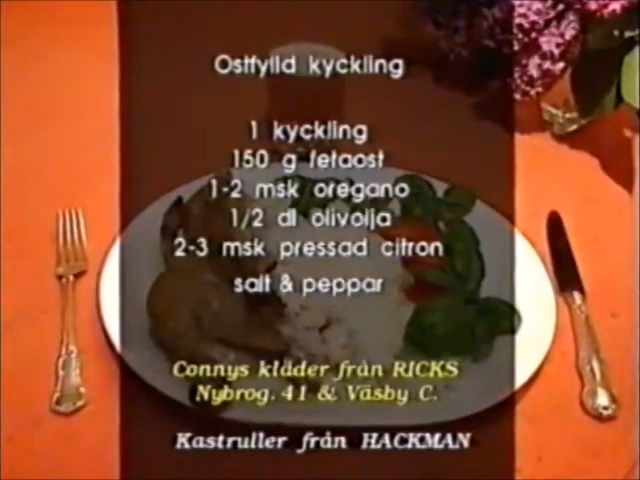 Ostfylld kyckling
1 kyckling
150 g fetaost
1-2 msk oregano
1/2 dl olivolja
2-3 msk pressad citron
salt & peppar
Connys kläder från RICKS
Nybrog. 41 & Väsby C.
Kastruller från HACKMAN